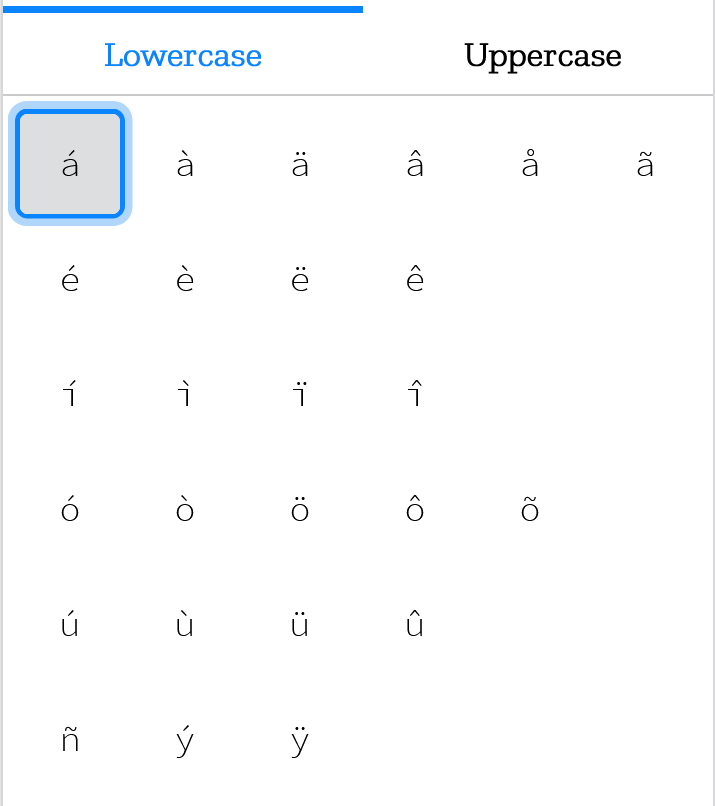 Lowercase Uppercase
á à ä â å ã
é è ë ê
í ì ï î
ó ò ö ô õ
ú ù ü û
ñ ý ÿ